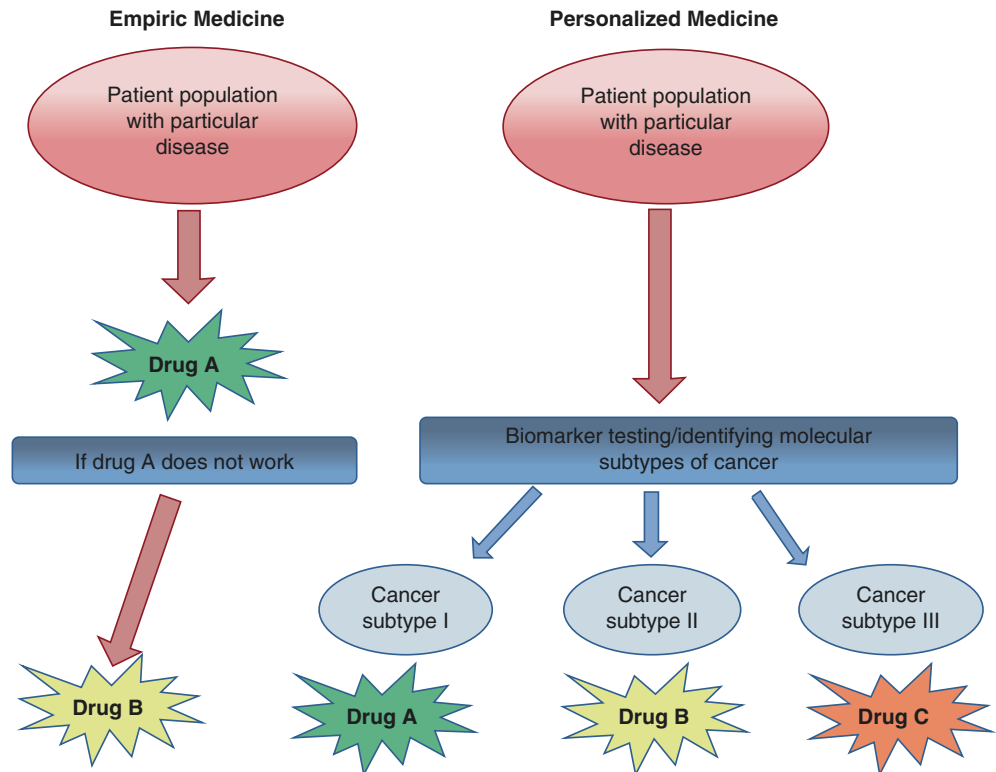 Empiric Medicine
Patient population
with particular
disease
Drug A
If drug A does not work
Drug B
Personalized Medicine
Patient population
with particular
disease
Biomarker testing/identifying molecular
subtypes of cancer
Cancer
subtype I
Cancer
subtype II
Cancer
subtype III
Drug A
Drug B
Drug C